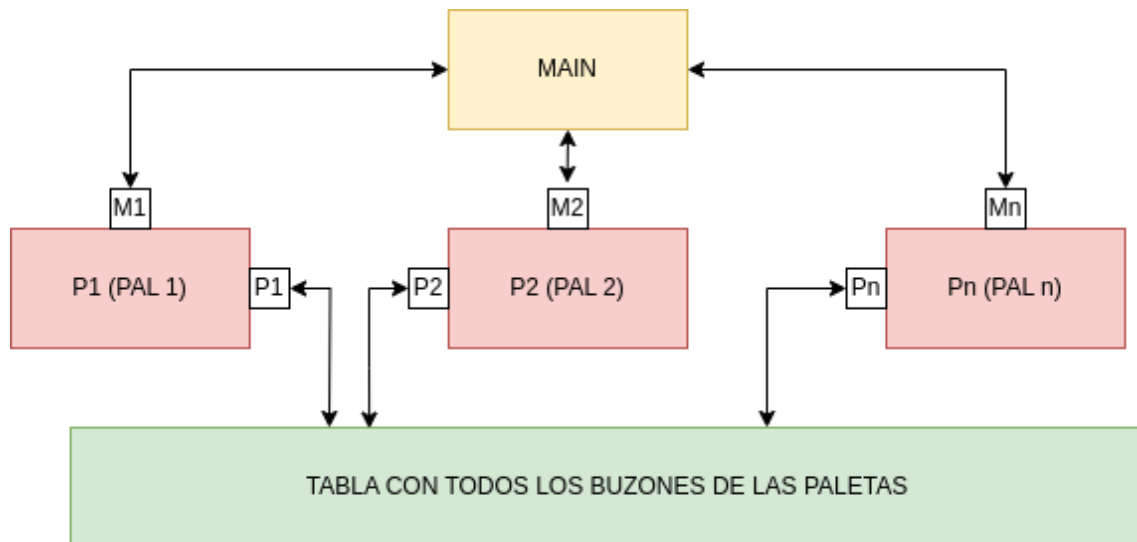 MAIN
M1
M2
Mn
P1 (PAL 1)
P1
P2
P2 (PAL 2)
Pn
Pn (PAL n)
TABLA CON TODOS LOS BUZONES DE LAS PALETAS